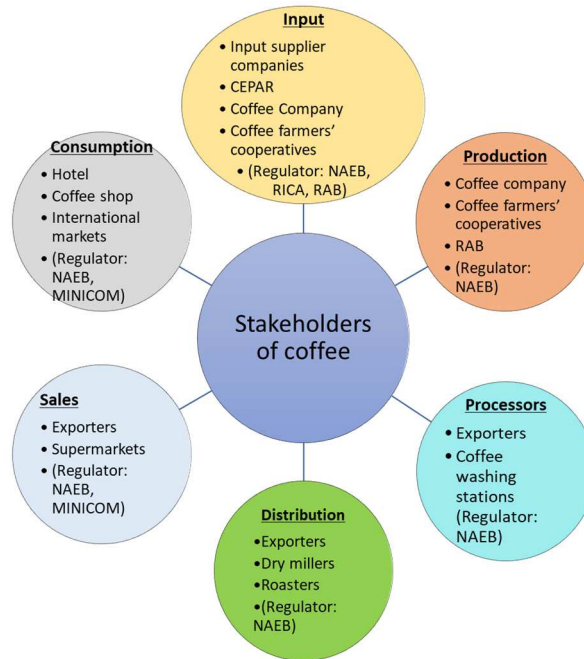 Input
• Input supplier
companies
• CEPAR
• Coffee Company
• Coffee farmers’
cooperatives
• (Regulator: NAEB,
RICA, RAB)
Production
• Coffee company
• Coffee farmers’
cooperatives
• RAB
• (Regulator:
NAEB)
Processors
• Exporters
• Coffee
washing
stations
(Regulator:
NAEB)
Distribution
•Exporters
•Dry millers
•Roasters
•(Regulator:
NAEB)
Sales
• Exporters
• Supermarkets
• (Regulator:
NAEB,
MINICOM)
Consumption
• Hotel
• Coffee shop
• International
markets
• (Regulator:
NAEB,
MINICOM)
Stakeholders
of coffee